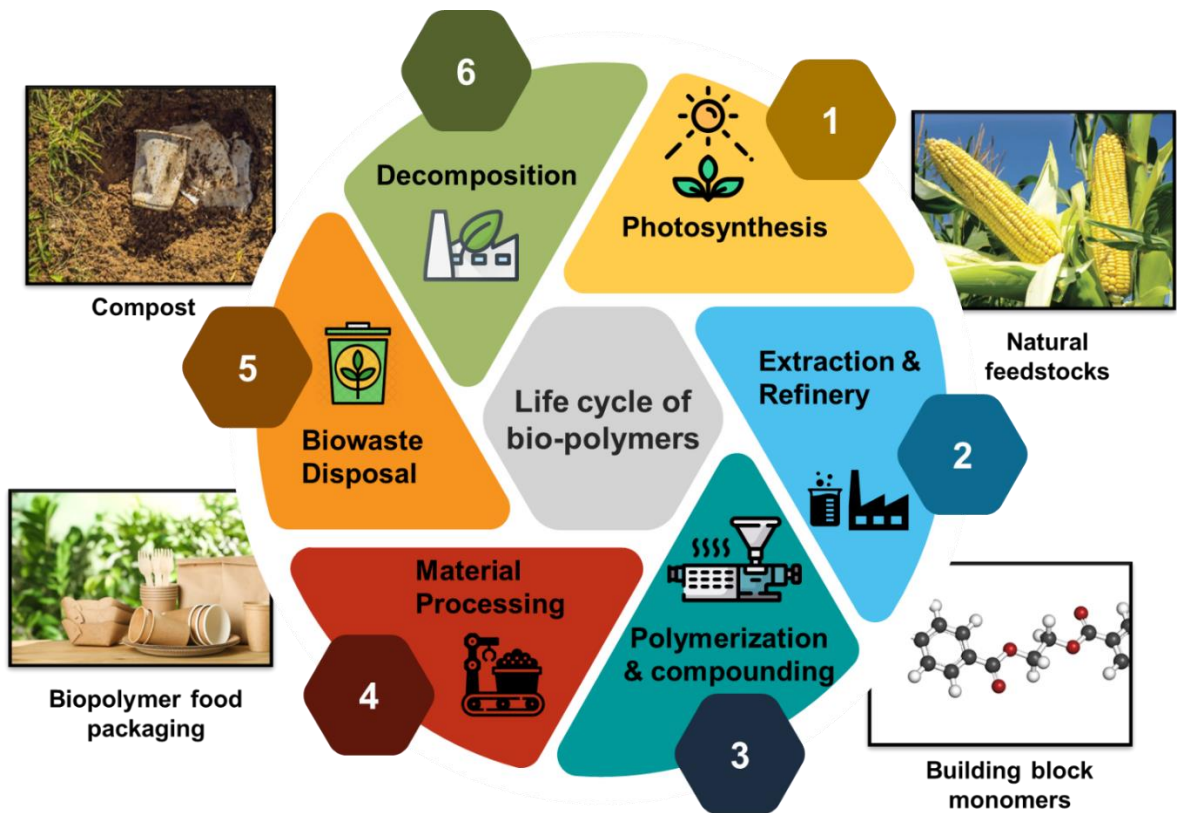 Life cycle of
bio-polymers
1
Photosynthesis
Natural
feedstocks
2
Extraction &
Refinery
Building block
monomers
3
Polymerization
& compounding
4
Material
Processing
Biopolymer food
packaging
5
Biowaste
Disposal
Compost
6
Decomposition